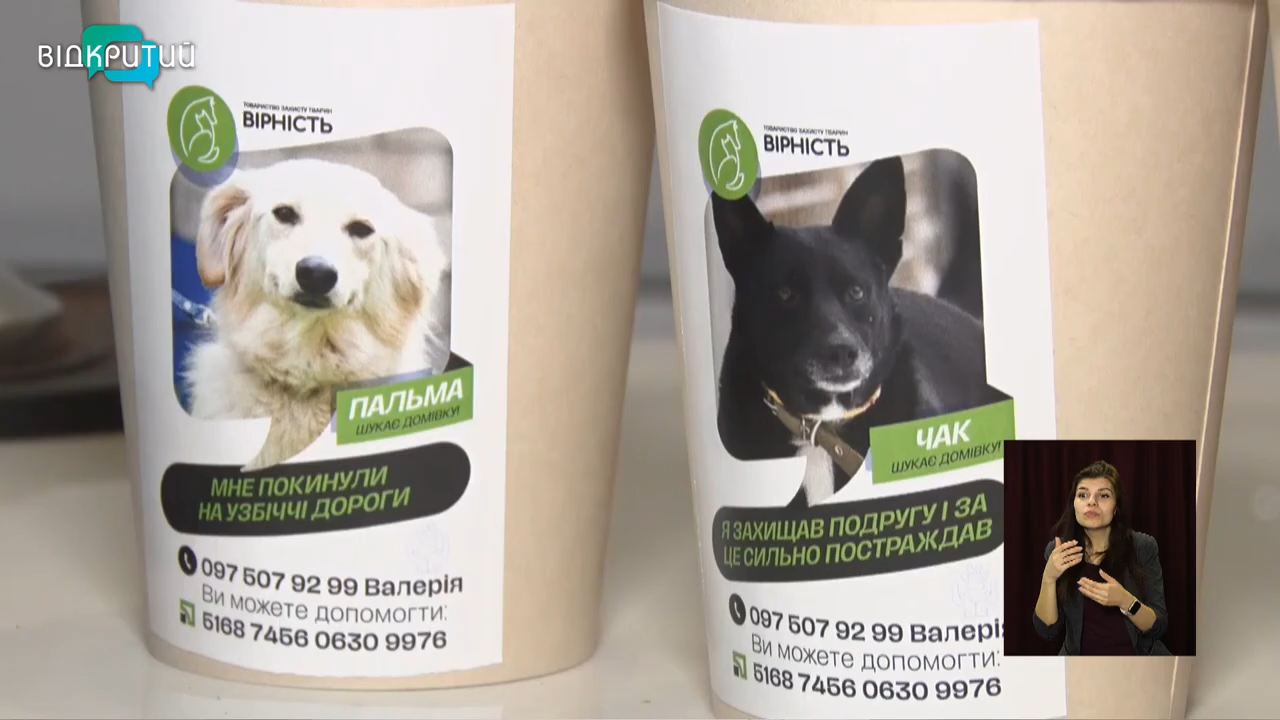 ВІДКРИТИЙ
ТОВАРИСТВО ЗАХИСТУ ТВАРИН
ВІРНІСТЬ
ПАЛЬМА
ШУКАЄ ДОМІВКУ!
МНЕ ПОКИНУЛИ
НА УЗБІЧЧІ ДОРОГИ
097 507 92 99 Валерія
Ви можете допомогти:
5168 7456 0630 9976
ТОВАРИСТВО ЗАХИСТУ ТВАРИН
ВІРНІСТЬ
ЧАК
ШУКАЄ ДОМІВКУ!
Я ЗАХИЩАВ ПОДРУГУ І ЗА
ЦЕ СИЛЬНО ПОСТРАЖДАВ
097 507 92 99 Валерія
Ви можете допомогти:
5168 7456 0630 9976